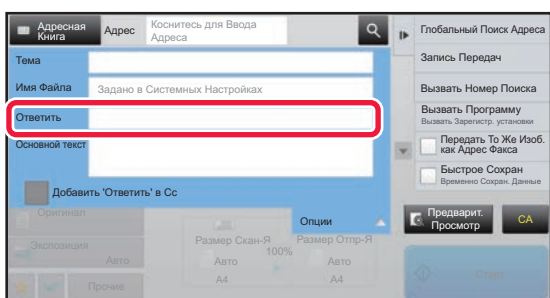 Адресная
Книга
Адрес
Коснитесь для Ввода
Адреса
Глобальный Поиск Адреса
Тема
Запись Передач
Имя Файла
Задано в Системных Настройках
Вызвать Номер Поиска
Ответить
Вызвать Программу
Вызвать Зарегистр. установки
Основной текст
Передать То Же Изоб.
как Адрес Факса
Быстрое Сохран
Временно Сохран. Данные
Добавить 'Ответить' в Cc
Оригинал
Опции
Предварит.
Просмотр
CA
Экспозиция
Авто
Размер Скан-Я
100%
Размер Отпр-Я
Авто
Авто
A4
A4
Прочие
Старт